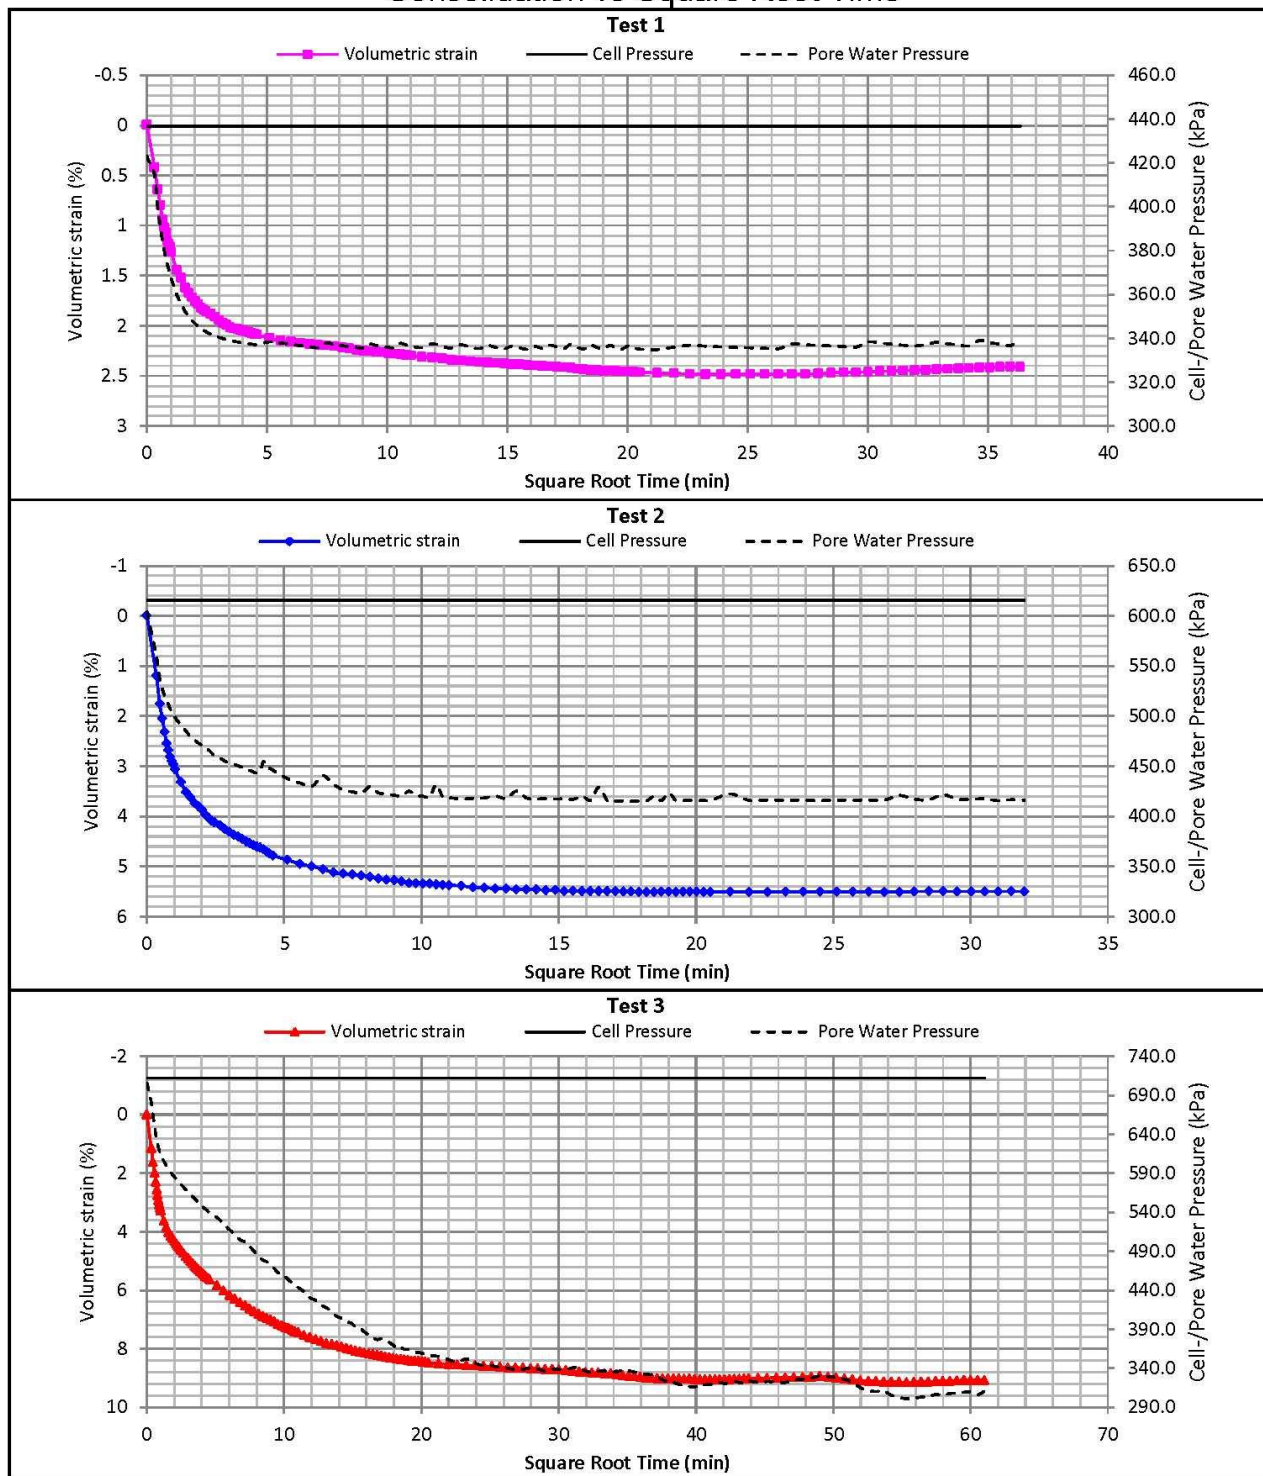 Consolidation vs Square Root Time
Test 1
Volumetric strain Cell Pressure Pore Water Pressure
-0.5 0 0.5 1 1.5 2 2.5 3
Volumetric strain (%)
460.0 440.0 420.0 400.0 380.0 360.0 340.0 320.0 300.0
Cell-/Pore Water Pressure (kPa)
0 5 10 15 20 25 30 35 40
Square Root Time (min)
Test 2
Volumetric strain Cell Pressure Pore Water Pressure
-1 0 1 2 3 4 5 6
Volumetric strain (%)
650.0 600.0 550.0 500.0 450.0 400.0 350.0 300.0
Cell-/Pore Water Pressure (kPa)
0 5 10 15 20 25 30 35
Square Root Time (min)
Test 3
Volumetric strain Cell Pressure Pore Water Pressure
-2 0 2 4 6 8 10
Volumetric strain (%)
740.0 690.0 640.0 590.0 540.0 490.0 440.0 390.0 340.0 290.0
Cell-/Pore Water Pressure (kPa)
0 10 20 30 40 50 60 70
Square Root Time (min)